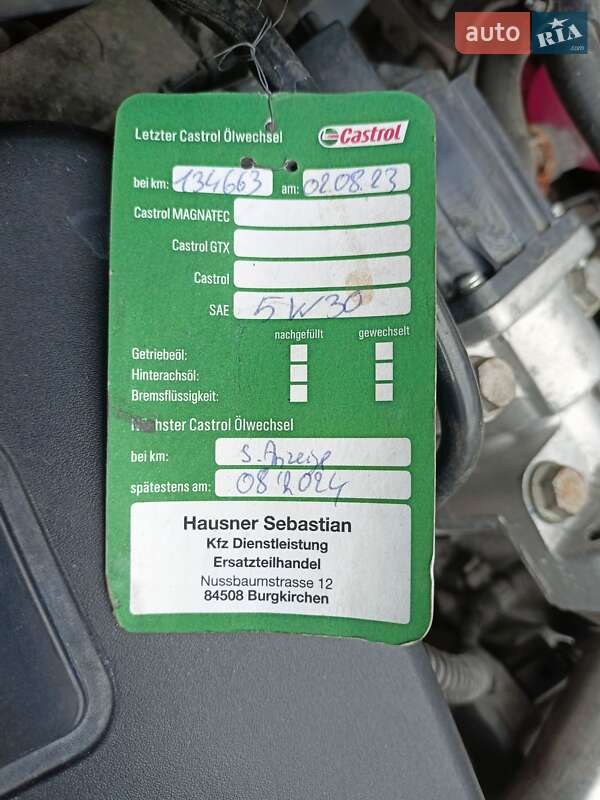 auto RIA .com
Letzter Castrol Ölwechsel Castrol
bei km: 134663 am: 02.08.23
Castrol MAGNATEC
Castrol GTX
Castrol
SAE 5W30
nachgefüllt gewechselt
Getriebeöl:
Hinterachsöl:
Bremsflüssigkeit:
Nächster Castrol Ölwechsel
bei km: s. Anzeige
spätestens am: 08.2024
Hausner Sebastian
Kfz Dienstleistung
Ersatzteilhandel
Nussbaumstrasse 12
84508 Burgkirchen